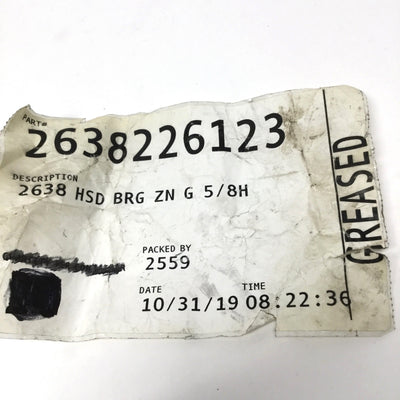 PART#
2638226123
DESCRIPTION
2638 HSD BRG ZN G 5/8H
GREASED
PACKED BY
2559
DATE TIME
10/31/19 08:22:36